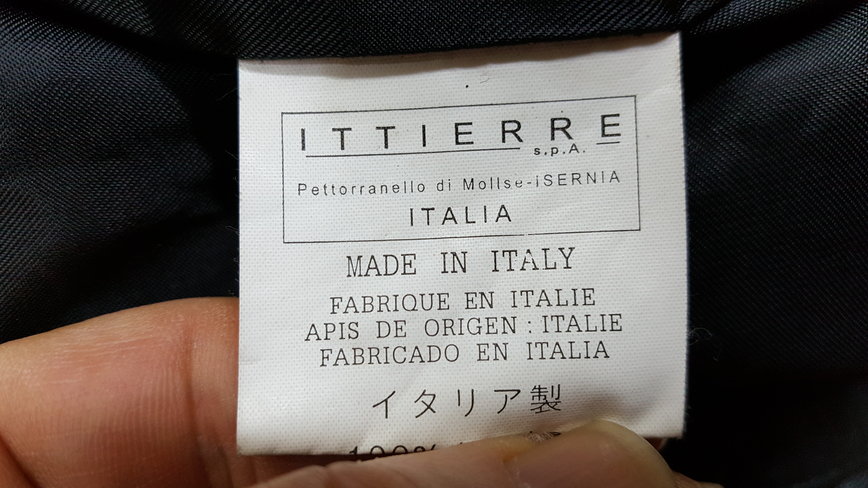 ITTIERRE
s.p.A.
Pettorranello di Mollse-iSERNIA
ITALIA
MADE IN ITALY
FABRIQUE EN ITALIE
APIS DE ORIGEN : ITALIE
FABRICADO EN ITALIA
イタリア製
100%